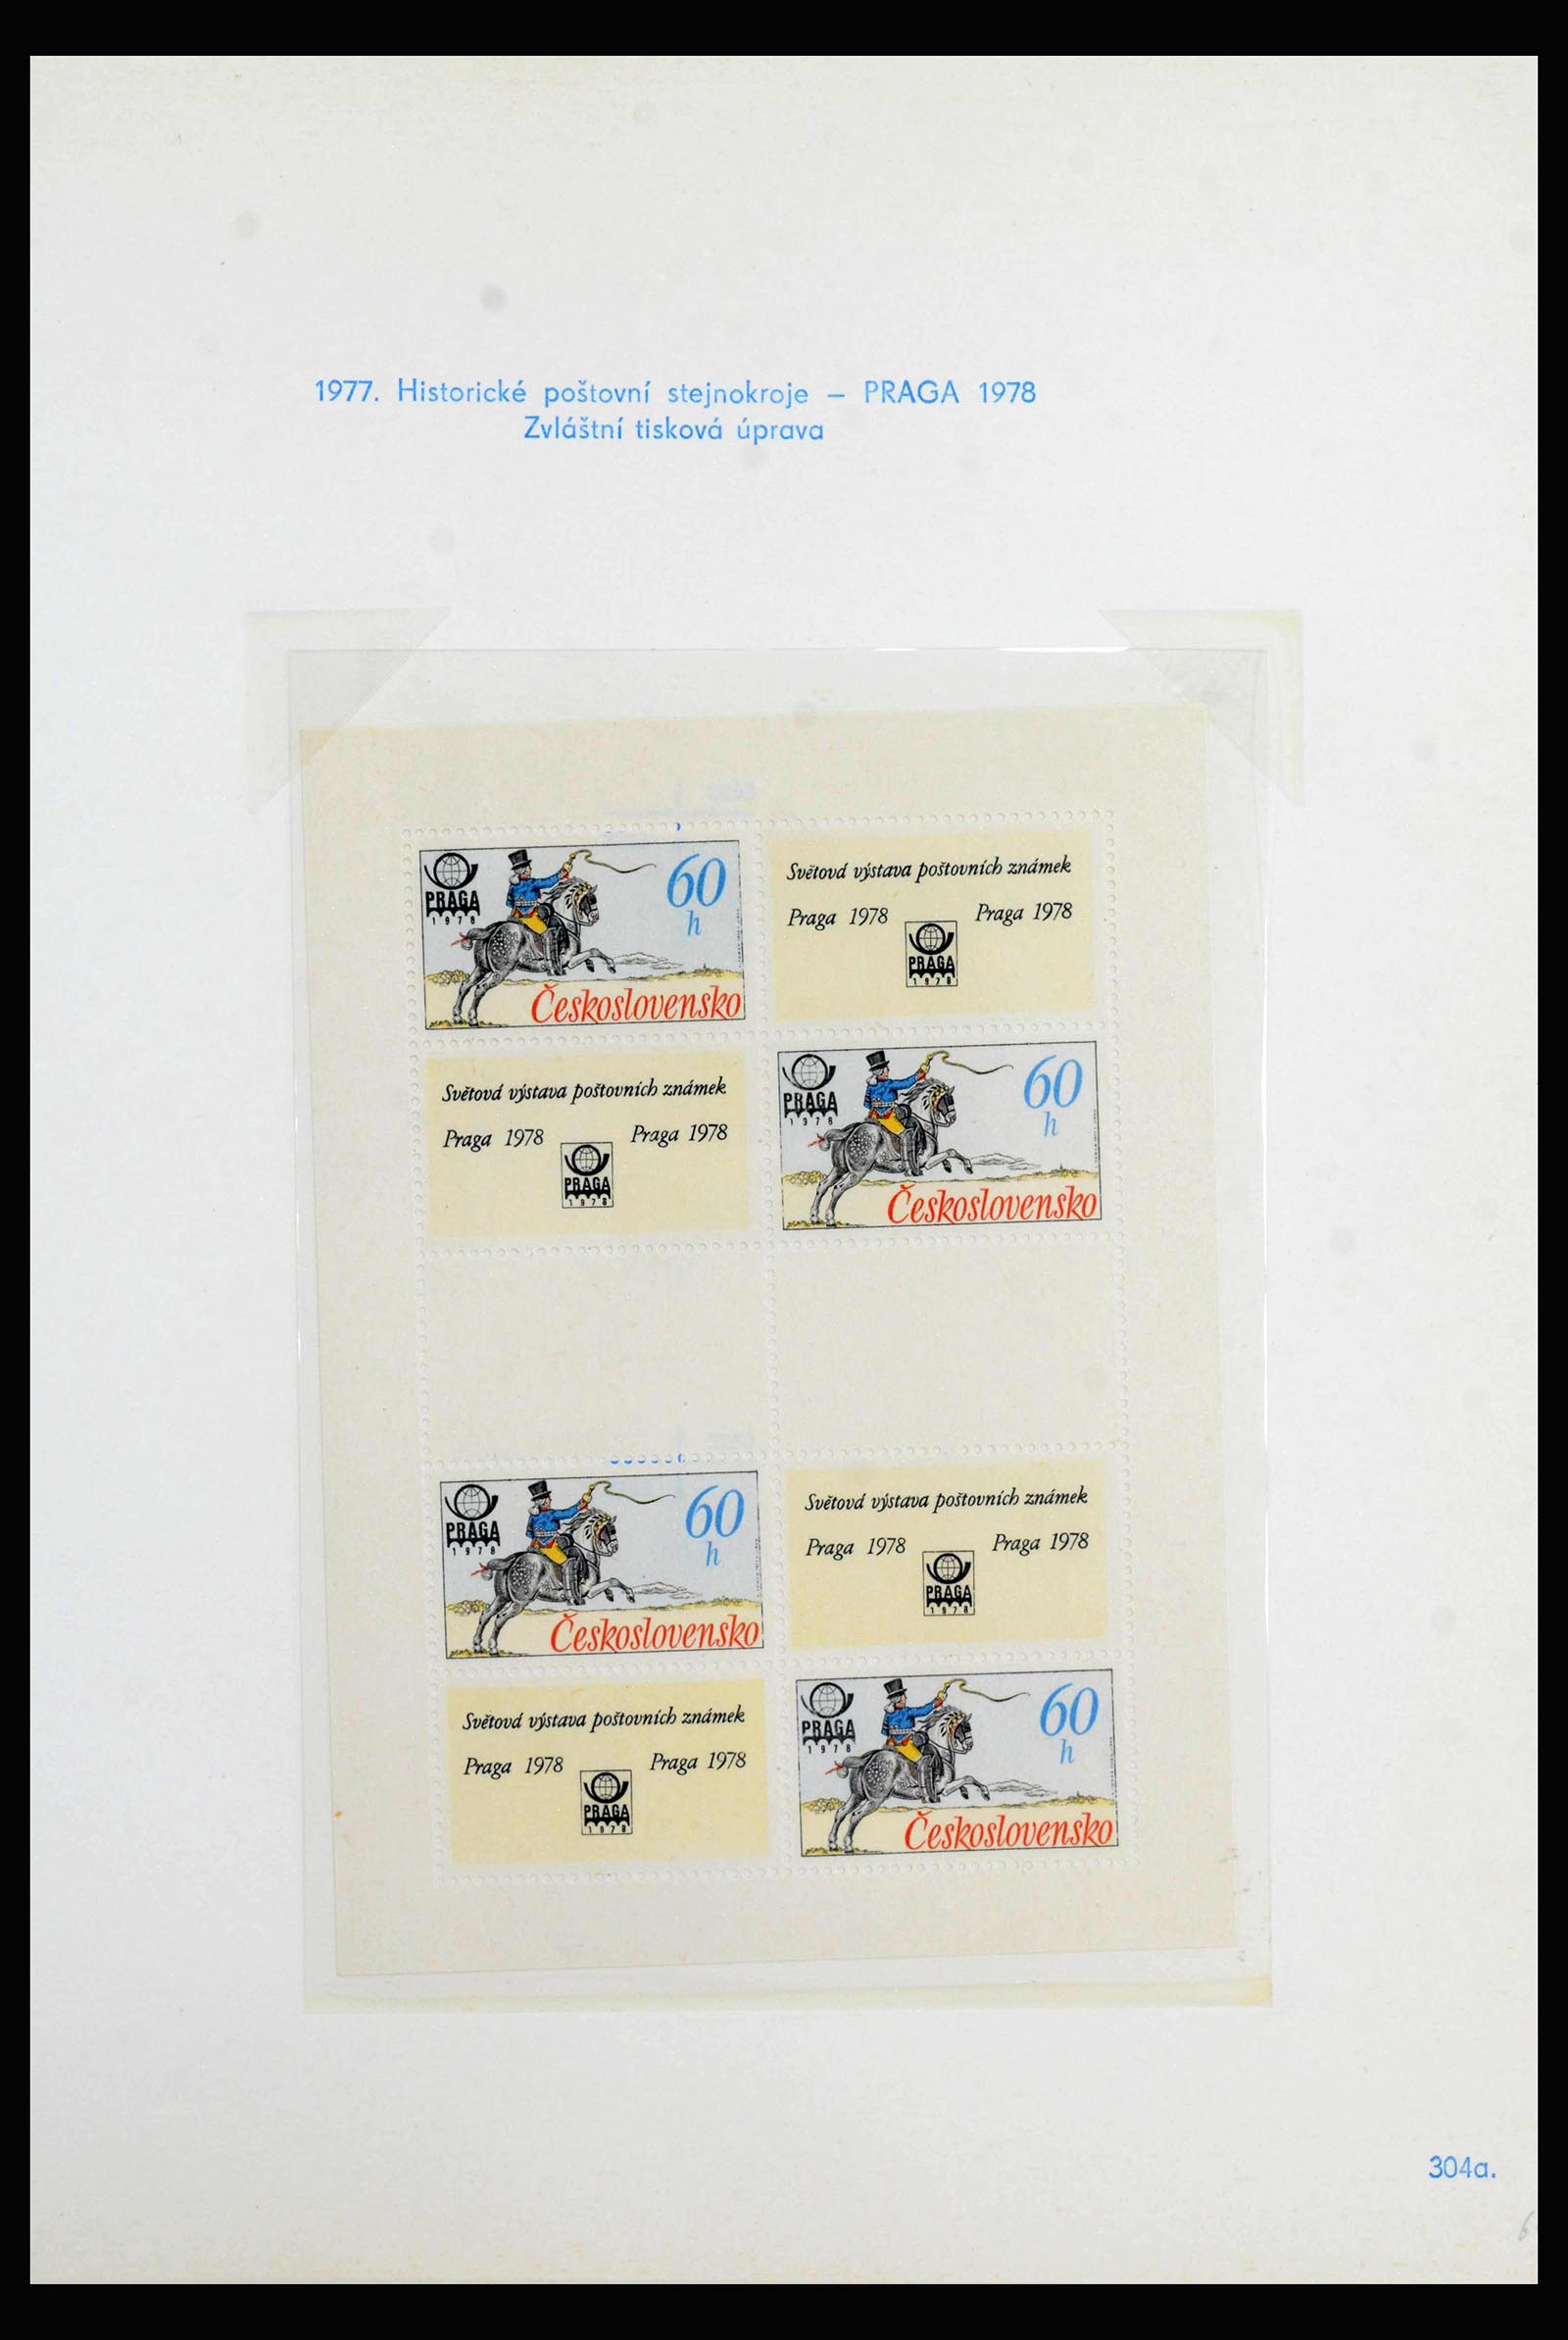 1977. Historické poštovní stejnokroje – PRAGA 1978
Zvláštní tisková úprava
PRAGA
1978
60
h
Československo
Světová výstava poštovních známek
Praga 1978 Praga 1978
PRAGA
1978
Světová výstava poštovních známek
Praga 1978 Praga 1978
PRAGA
1978
PRAGA
1978
60
h
Československo
PRAGA
1978
60
h
Československo
Světová výstava poštovních známek
Praga 1978 Praga 1978
PRAGA
1978
Světová výstava poštovních známek
Praga 1978 Praga 1978
PRAGA
1978
PRAGA
1978
60
h
Československo
304a.
6